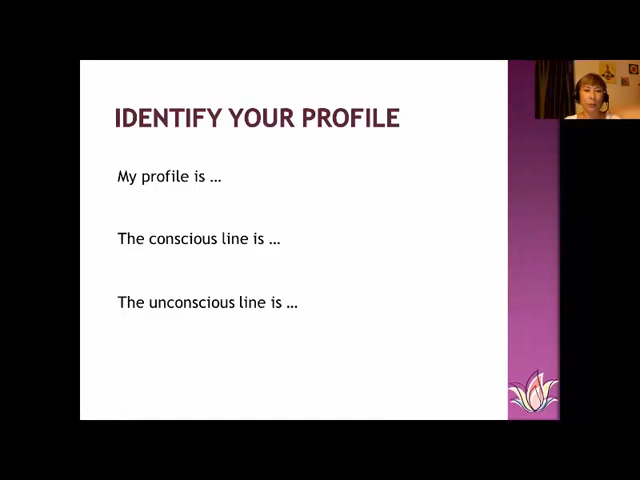 IDENTIFY YOUR PROFILE
My profile is …
The conscious line is …
The unconscious line is …